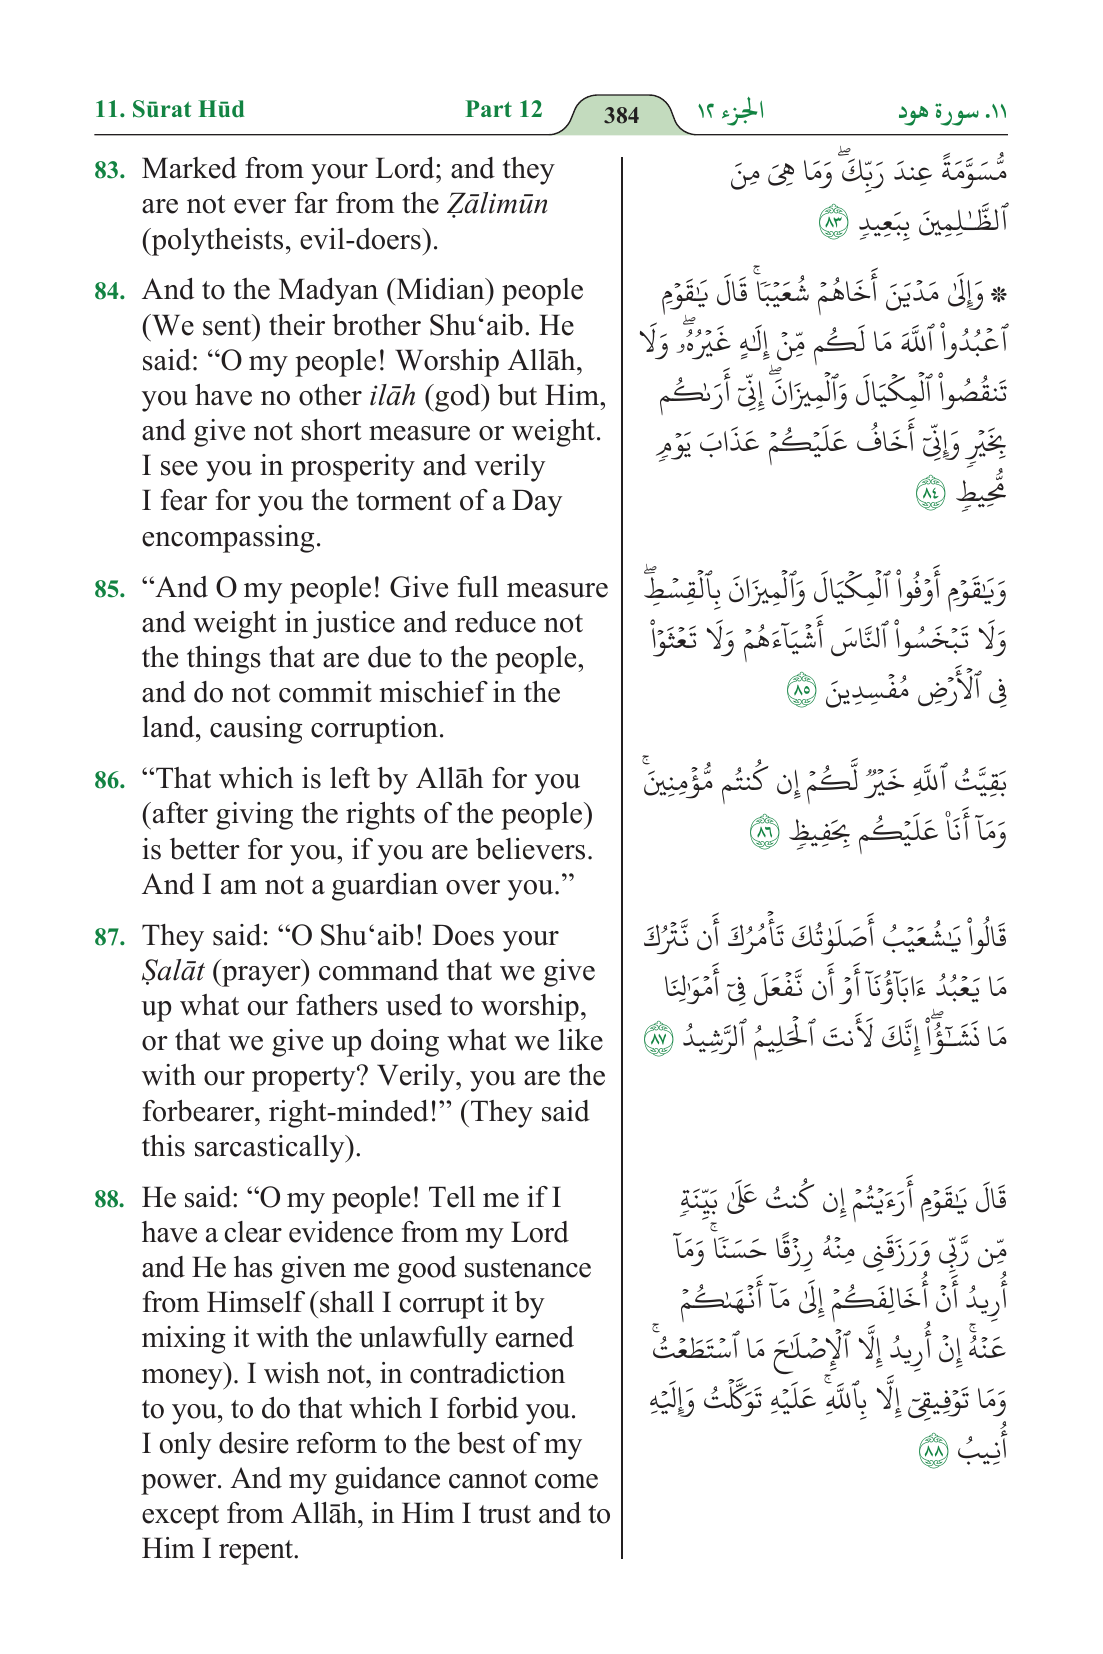 11. Sūrat Hūd Part 12 384 الجزء ١٢ ١١. سورة هود
83. Marked from your Lord; and they
are not ever far from the Ẓālimūn
(polytheists, evil-doers).
84. And to the Madyan (Midian) people
(We sent) their brother Shu‘aib. He
said: “O my people! Worship Allāh,
you have no other ilāh (god) but Him,
and give not short measure or weight.
I see you in prosperity and verily
I fear for you the torment of a Day
encompassing.
85. “And O my people! Give full measure
and weight in justice and reduce not
the things that are due to the people,
and do not commit mischief in the
land, causing corruption.
86. “That which is left by Allāh for you
(after giving the rights of the people)
is better for you, if you are believers.
And I am not a guardian over you.”
87. They said: “O Shu‘aib! Does your
Ṣalāt (prayer) command that we give
up what our fathers used to worship,
or that we give up doing what we like
with our property? Verily, you are the
forbearer, right-minded!” (They said
this sarcastically).
88. He said: “O my people! Tell me if I
have a clear evidence from my Lord
and He has given me good sustenance
from Himself (shall I corrupt it by
mixing it with the unlawfully earned
money). I wish not, in contradiction
to you, to do that which I forbid you.
I only desire reform to the best of my
power. And my guidance cannot come
except from Allāh, in Him I trust and to
Him I repent.
مُّسَوَّمَةً عِندَ رَبِّكَۖ وَمَا هِىَ مِنَ
ٱلظَّـٰلِمِينَ بِبَعِيدٍ ٨٣
۞ وَإِلَىٰ مَدْيَنَ أَخَاهُمْ شُعَيْبًاۚ قَالَ يَـٰقَوْمِ
ٱعْبُدُوا۟ ٱللَّهَ مَا لَكُم مِّنْ إِلَـٰهٍ غَيْرُهُۥۖ وَلَا
تَنقُصُوا۟ ٱلْمِكْيَالَ وَٱلْمِيزَانَۖ إِنِّىٓ أَرَىٰكُم
بِخَيْرٍ وَإِنِّىٓ أَخَافُ عَلَيْكُمْ عَذَابَ يَوْمٍ
مُّحِيطٍ ٨٤
وَيَـٰقَوْمِ أَوْفُوا۟ ٱلْمِكْيَالَ وَٱلْمِيزَانَ بِٱلْقِسْطِۖ
وَلَا تَبْخَسُوا۟ ٱلنَّاسَ أَشْيَآءَهُمْ وَلَا تَعْثَوْا۟
فِى ٱلْأَرْضِ مُفْسِدِينَ ٨٥
بَقِيَّتُ ٱللَّهِ خَيْرٌ لَّكُمْ إِن كُنتُم مُّؤْمِنِينَۚ
وَمَآ أَنَا۠ عَلَيْكُم بِحَفِيظٍ ٨٦
قَالُوا۟ يَـٰشُعَيْبُ أَصَلَوٰتُكَ تَأْمُرُكَ أَن نَّتْرُكَ
مَا يَعْبُدُ ءَابَآؤُنَآ أَوْ أَن نَّفْعَلَ فِىٓ أَمْوَٰلِنَا
مَا نَشَـٰٓؤُا۟ۖ إِنَّكَ لَأَنتَ ٱلْحَلِيمُ ٱلرَّشِيدُ ٨٧
قَالَ يَـٰقَوْمِ أَرَءَيْتُمْ إِن كُنتُ عَلَىٰ بَيِّنَةٍ
مِّن رَّبِّى وَرَزَقَنِى مِنْهُ رِزْقًا حَسَنًاۚ وَمَآ
أُرِيدُ أَنْ أُخَالِفَكُمْ إِلَىٰ مَآ أَنْهَىٰكُمْ
عَنْهُۚ إِنْ أُرِيدُ إِلَّا ٱلْإِصْلَـٰحَ مَا ٱسْتَطَعْتُۚ
وَمَا تَوْفِيقِىٓ إِلَّا بِٱللَّهِۚ عَلَيْهِ تَوَكَّلْتُ وَإِلَيْهِ
أُنِيبُ ٨٨